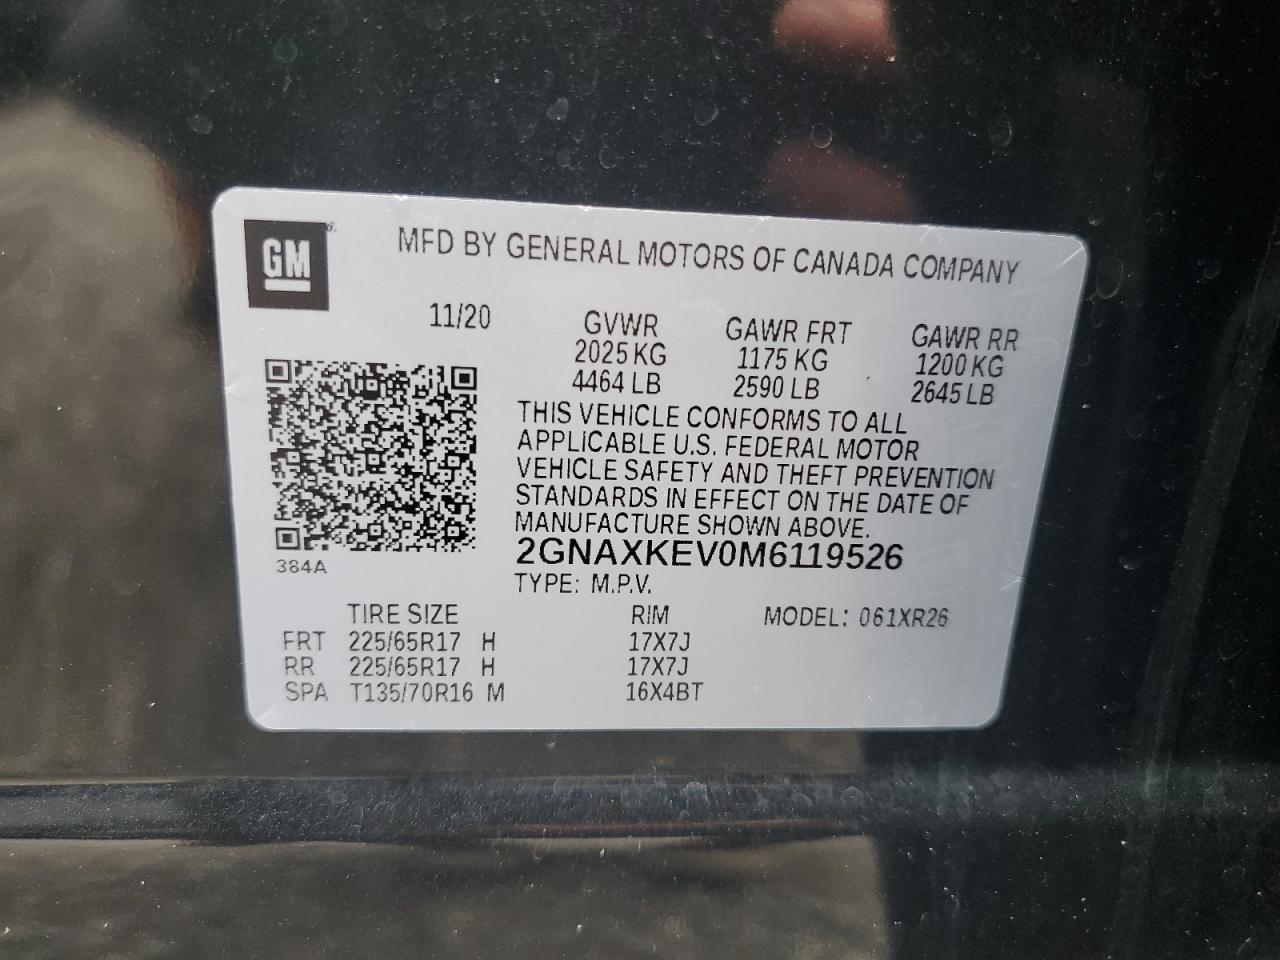 GM
MFD BY GENERAL MOTORS OF CANADA COMPANY
11/20 GVWR GAWR FRT GAWR RR
2025 KG 1175 KG 1200 KG
4464 LB 2590 LB 2645 LB
THIS VEHICLE CONFORMS TO ALL
APPLICABLE U.S. FEDERAL MOTOR
VEHICLE SAFETY AND THEFT PREVENTION
STANDARDS IN EFFECT ON THE DATE OF
MANUFACTURE SHOWN ABOVE.
2GNAXKEV0M6119526
384A
TYPE: M.P.V.
TIRE SIZE RIM MODEL: 061XR26
FRT 225/65R17 H 17X7J
RR 225/65R17 H 17X7J
SPA T135/70R16 M 16X4BT